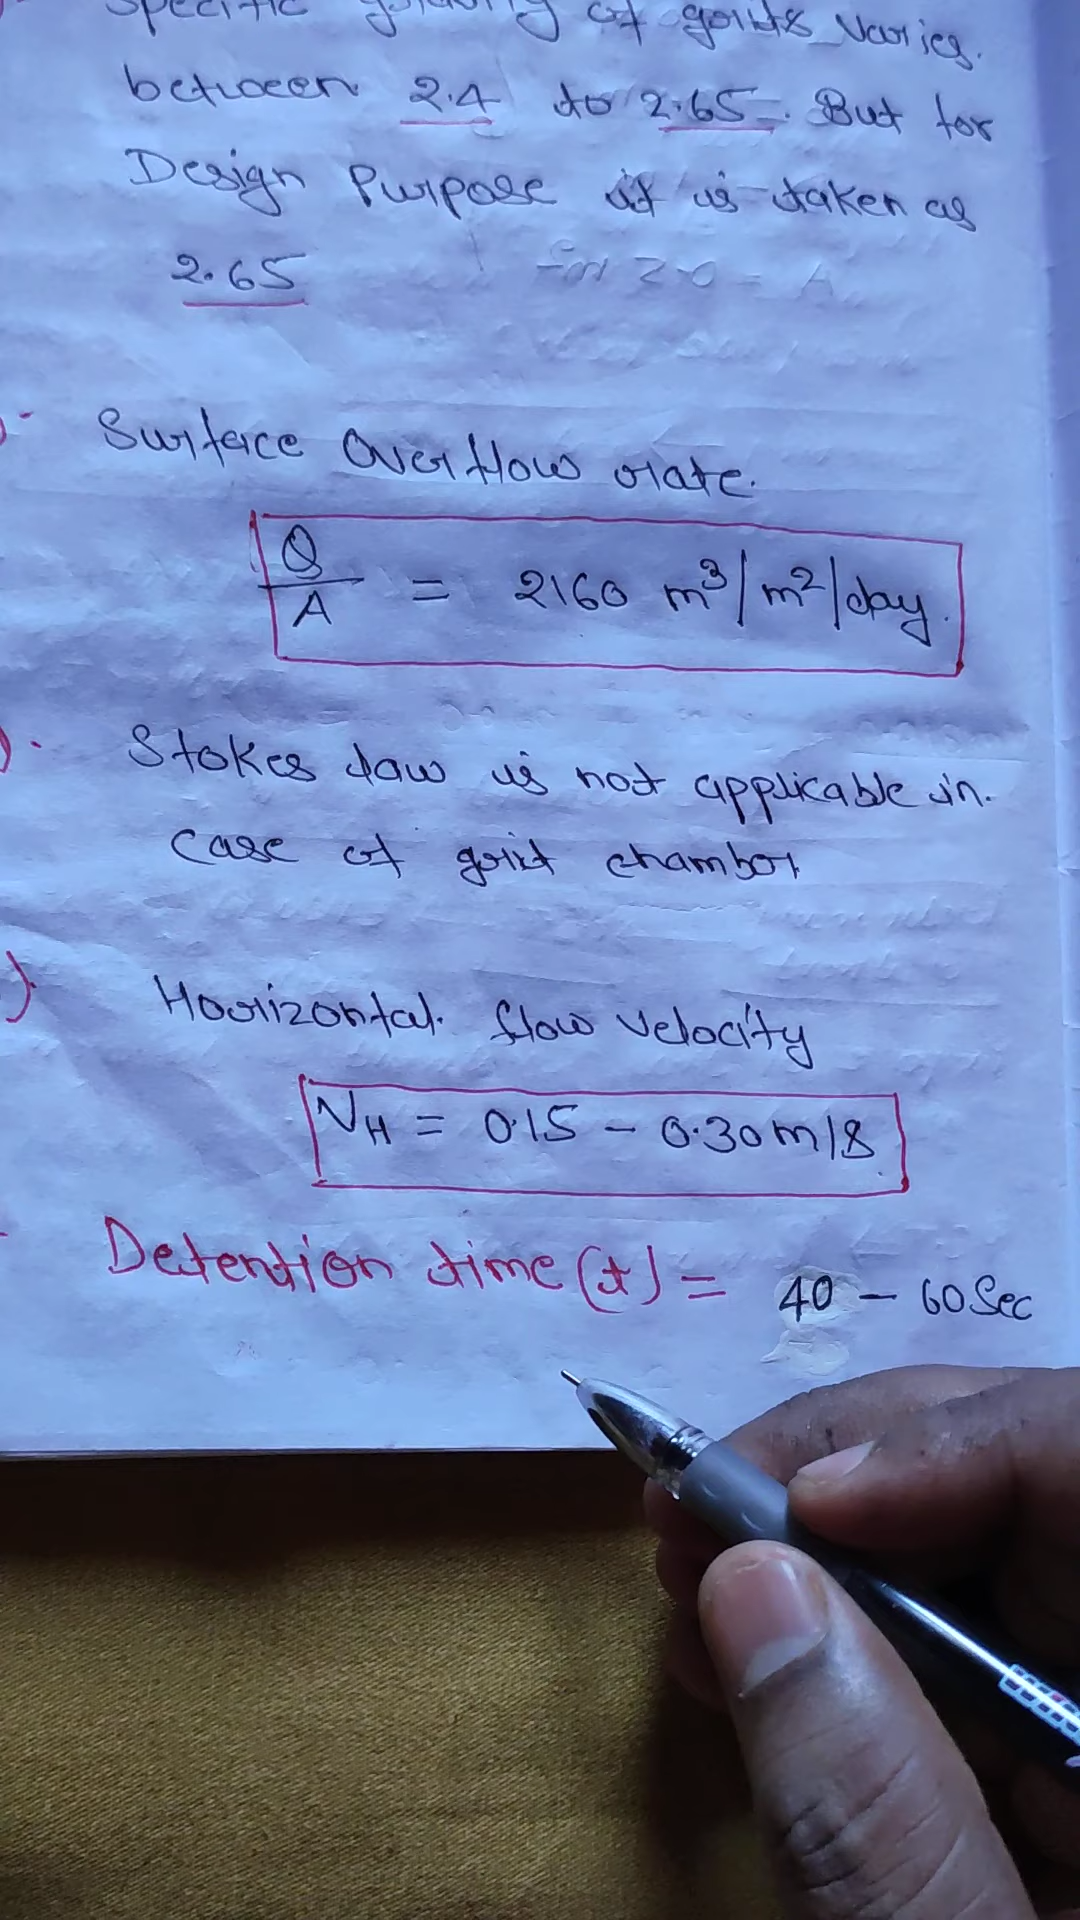 Specific gravity of grits varies.
between 2.4 to 2.65. But for
Design Purpose it is taken as
2.65
Surface Overflow rate.
Q/A = 2160 m³/m²/day.
). Stokes law is not applicable in.
case of grit chamber
). Horizontal. flow velocity
VH = 0.15 - 0.30 m/s
Detention time (t) = 40 - 60 Sec